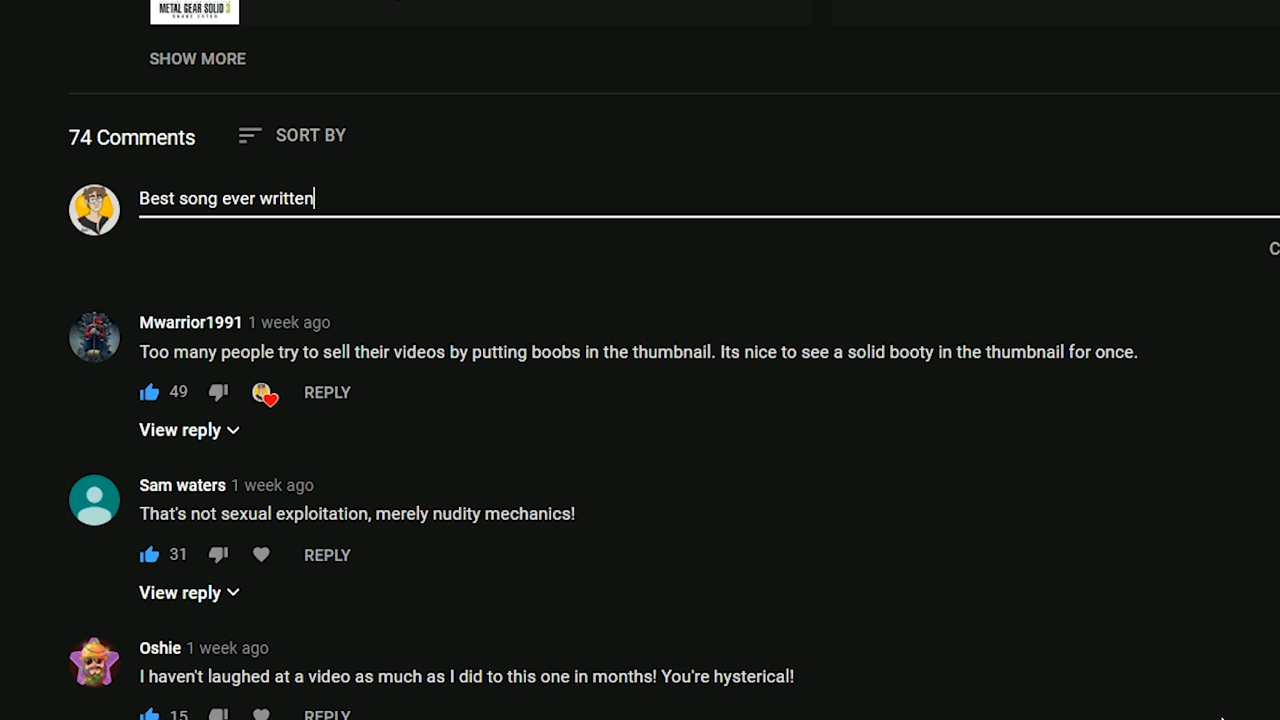 METAL GEAR SOLID 3
SNAKE EATER
SHOW MORE
74 Comments
SORT BY
Best song ever written
C
Mwarrior1991 1 week ago
Too many people try to sell their videos by putting boobs in the thumbnail. Its nice to see a solid booty in the thumbnail for once.
49 REPLY
View reply
Sam waters 1 week ago
That's not sexual exploitation, merely nudity mechanics!
31 REPLY
View reply
Oshie 1 week ago
I haven't laughed at a video as much as I did to this one in months! You're hysterical!
15 REPLY